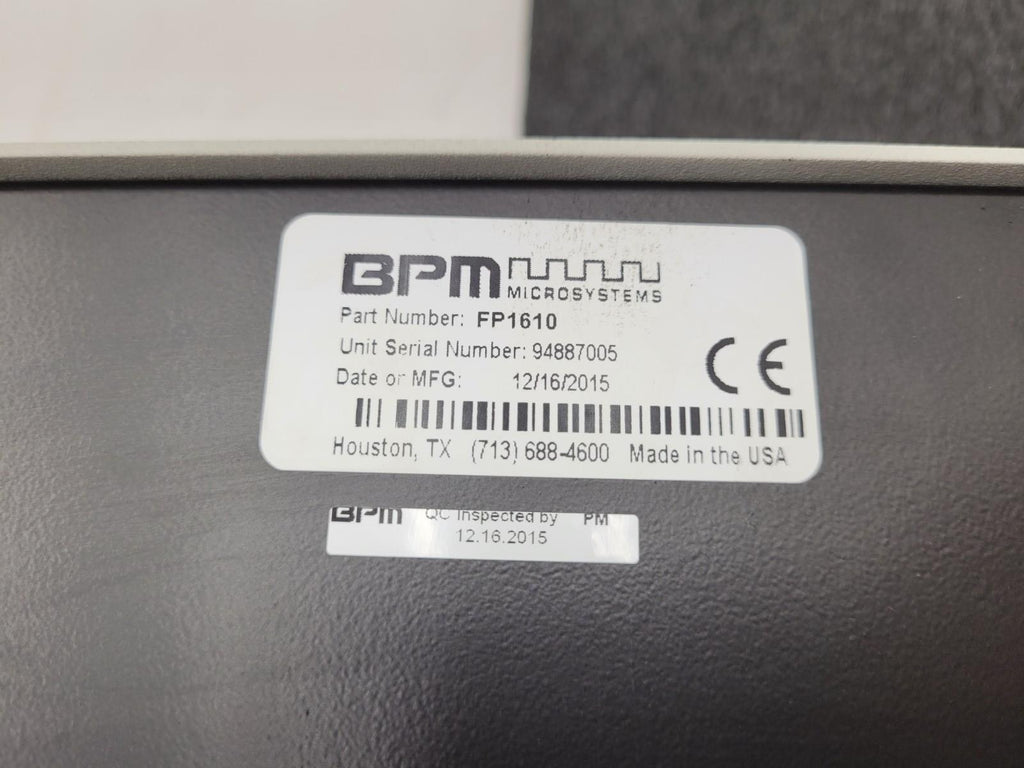 BPM MICROSYSTEMS
Part Number: FP1610
Unit Serial Number: 94887005
Date or MFG: 12/16/2015
CE
Houston, TX (713) 688-4600 Made in the USA
BPM QC Inspected by PM
12.16.2015